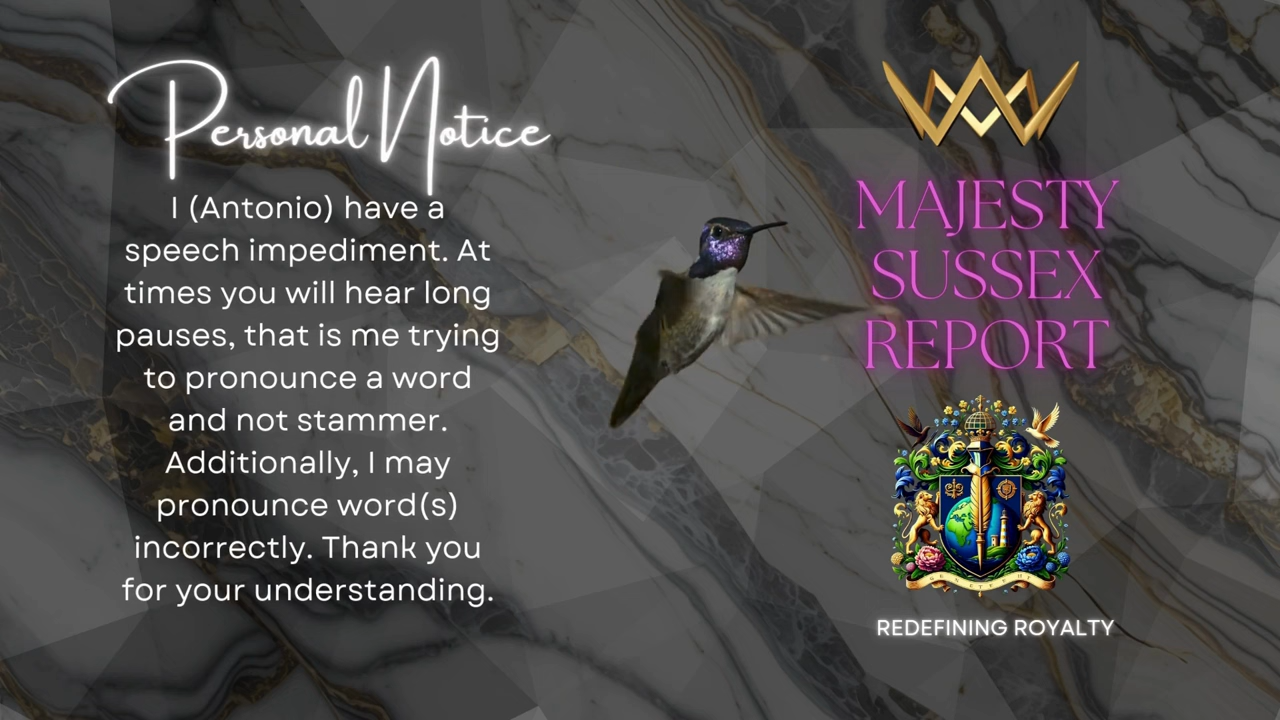 Personal Notice
I (Antonio) have a
speech impediment. At
times you will hear long
pauses, that is me trying
to pronounce a word
and not stammer.
Additionally, I may
pronounce word(s)
incorrectly. Thank you
for your understanding.
MAJESTY
SUSSEX
REPORT
REDEFINING ROYALTY